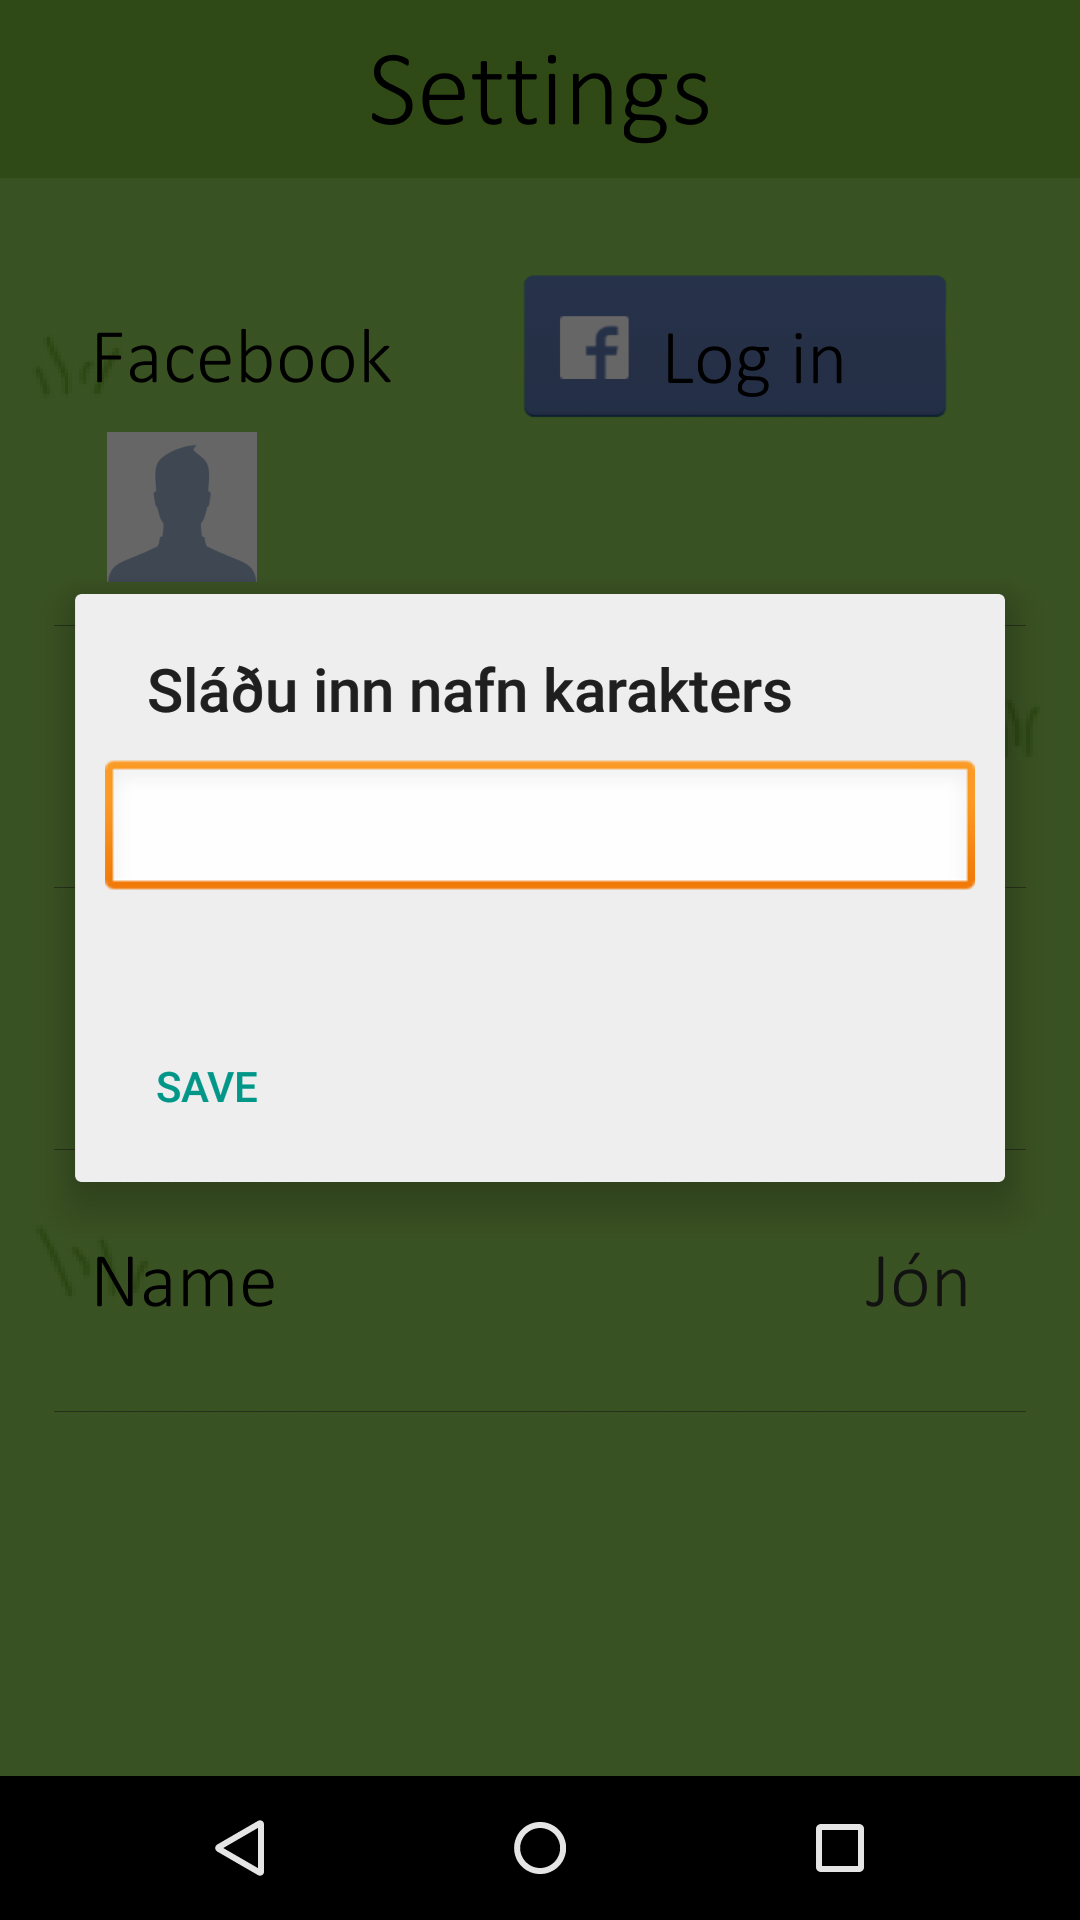 Settings
Facebook
f Log in
Sláðu inn nafn karakters
SAVE
Name Jón